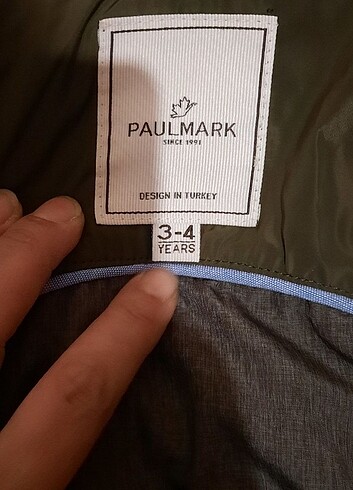 PAULMARK
SINCE 1991
DESIGN IN TURKEY
3-4
YEARS